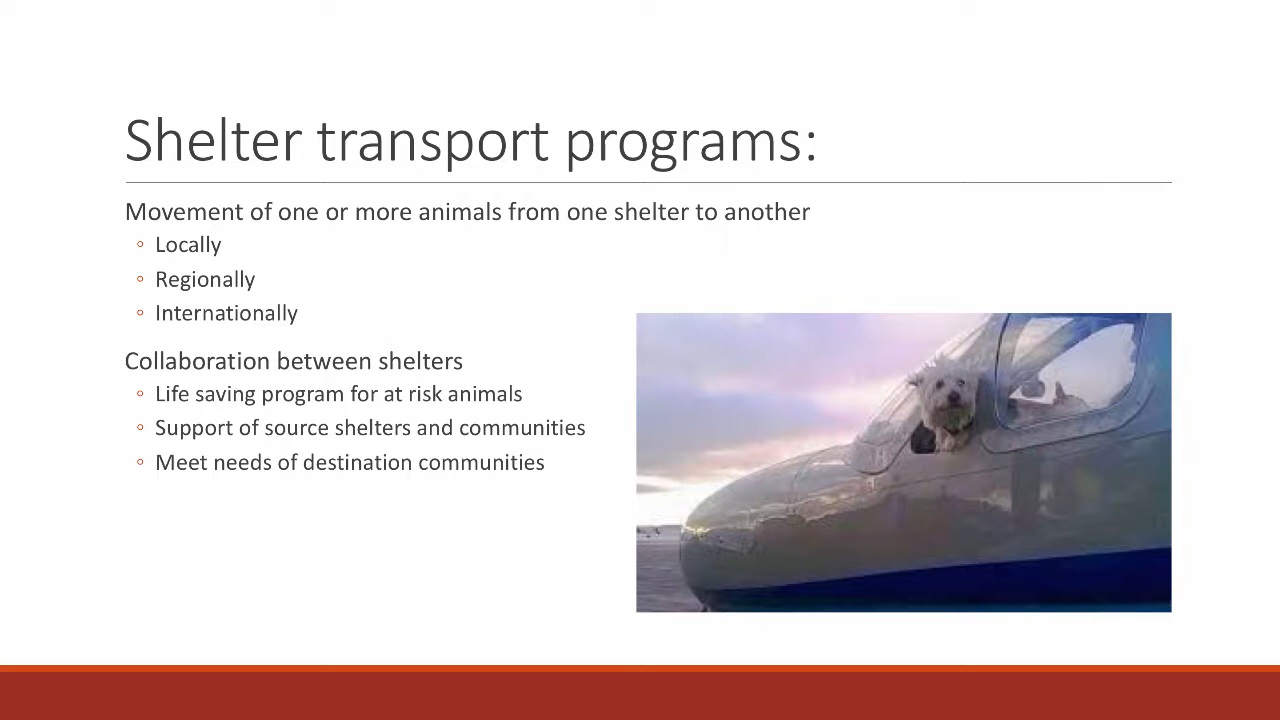 Shelter transport programs:
Movement of one or more animals from one shelter to another
◦ Locally
◦ Regionally
◦ Internationally
Collaboration between shelters
◦ Life saving program for at risk animals
◦ Support of source shelters and communities
◦ Meet needs of destination communities